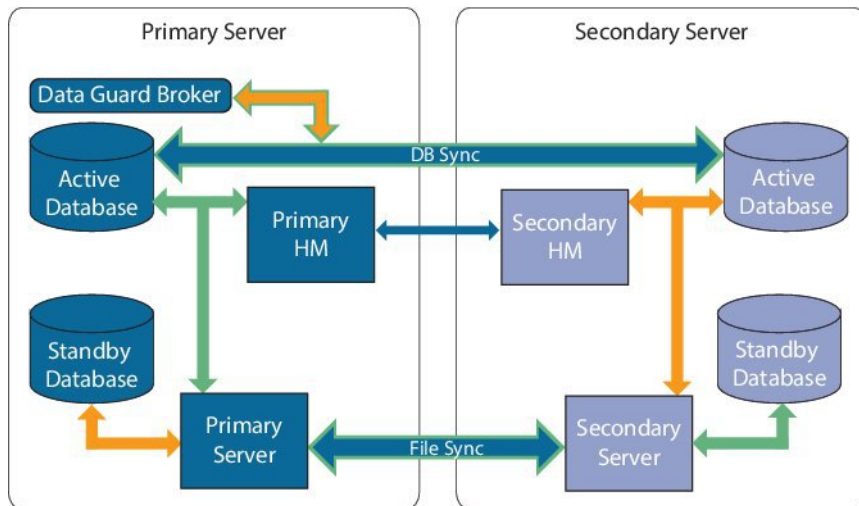 Primary Server
Secondary Server
Data Guard Broker
DB Sync
Active
Database
Primary
HM
Secondary
HM
Active
Database
Standby
Database
Standby
Database
Primary
Server
File Sync
Secondary
Server